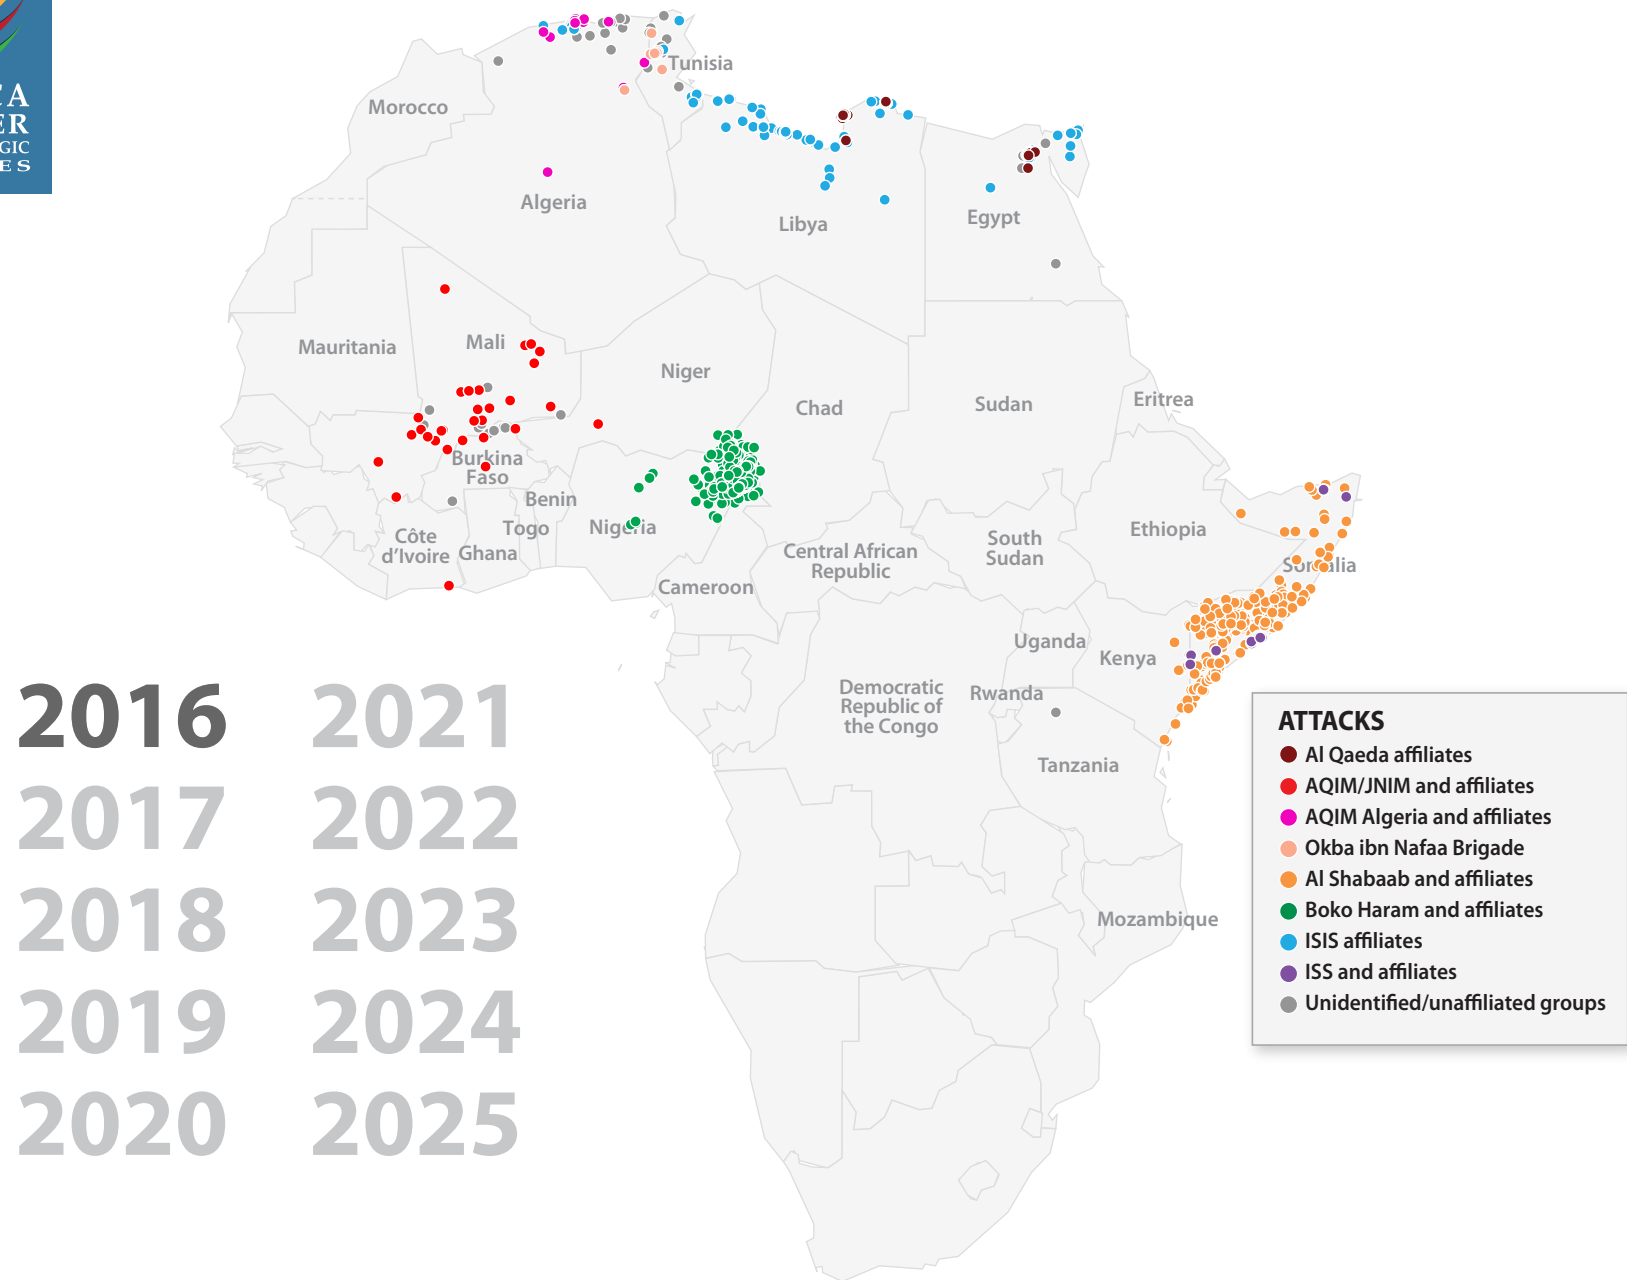 CA
ER
GIC
ES
Tunisia
Morocco
Algeria
Libya
Egypt
Mauritania
Mali
Niger
Chad
Sudan
Eritrea
Burkina
Faso
Benin
Togo
Nigeria
Côte
d'Ivoire
Ghana
Cameroon
Central African
Republic
South
Sudan
Ethiopia
Somalia
Uganda
Kenya
Democratic
Republic of
the Congo
Rwanda
Tanzania
Mozambique
2016 2021
2017 2022
2018 2023
2019 2024
2020 2025
ATTACKS
Al Qaeda affiliates
AQIM/JNIM and affiliates
AQIM Algeria and affiliates
Okba ibn Nafaa Brigade
Al Shabaab and affiliates
Boko Haram and affiliates
ISIS affiliates
ISS and affiliates
Unidentified/unaffiliated groups